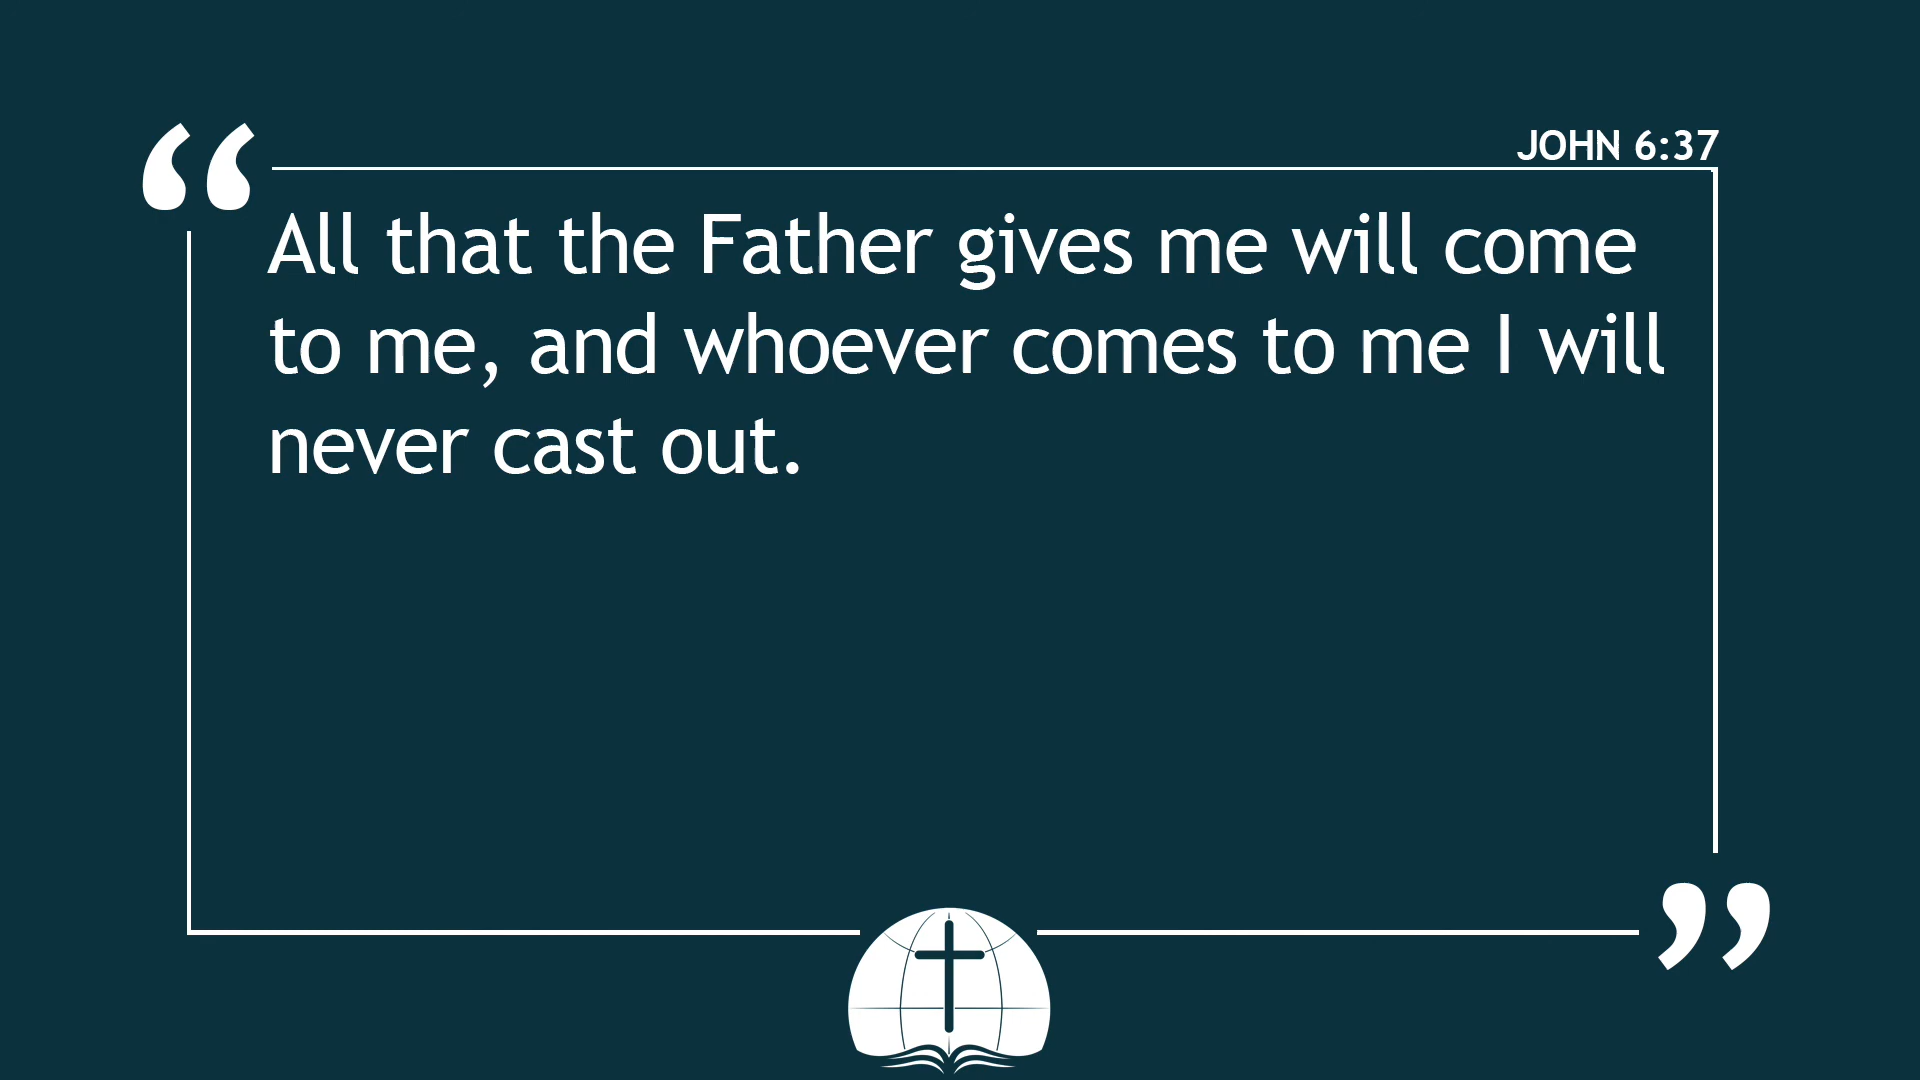 JOHN 6:37
“
All that the Father gives me will come
to me, and whoever comes to me I will
never cast out.
”